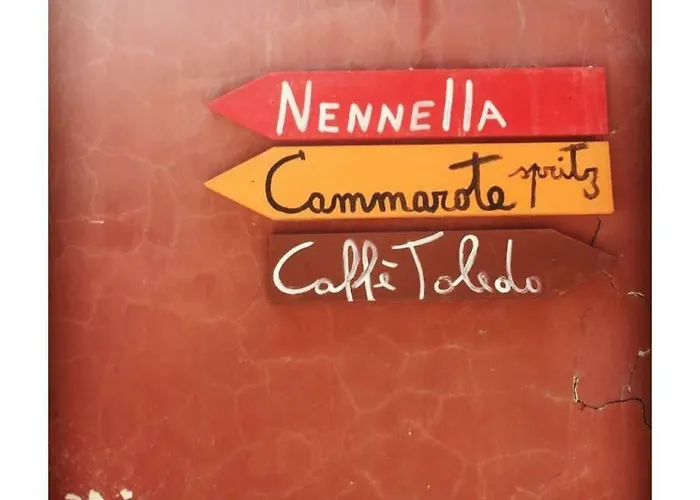 Nennella
Cammarote spritz
Caffè Toledo